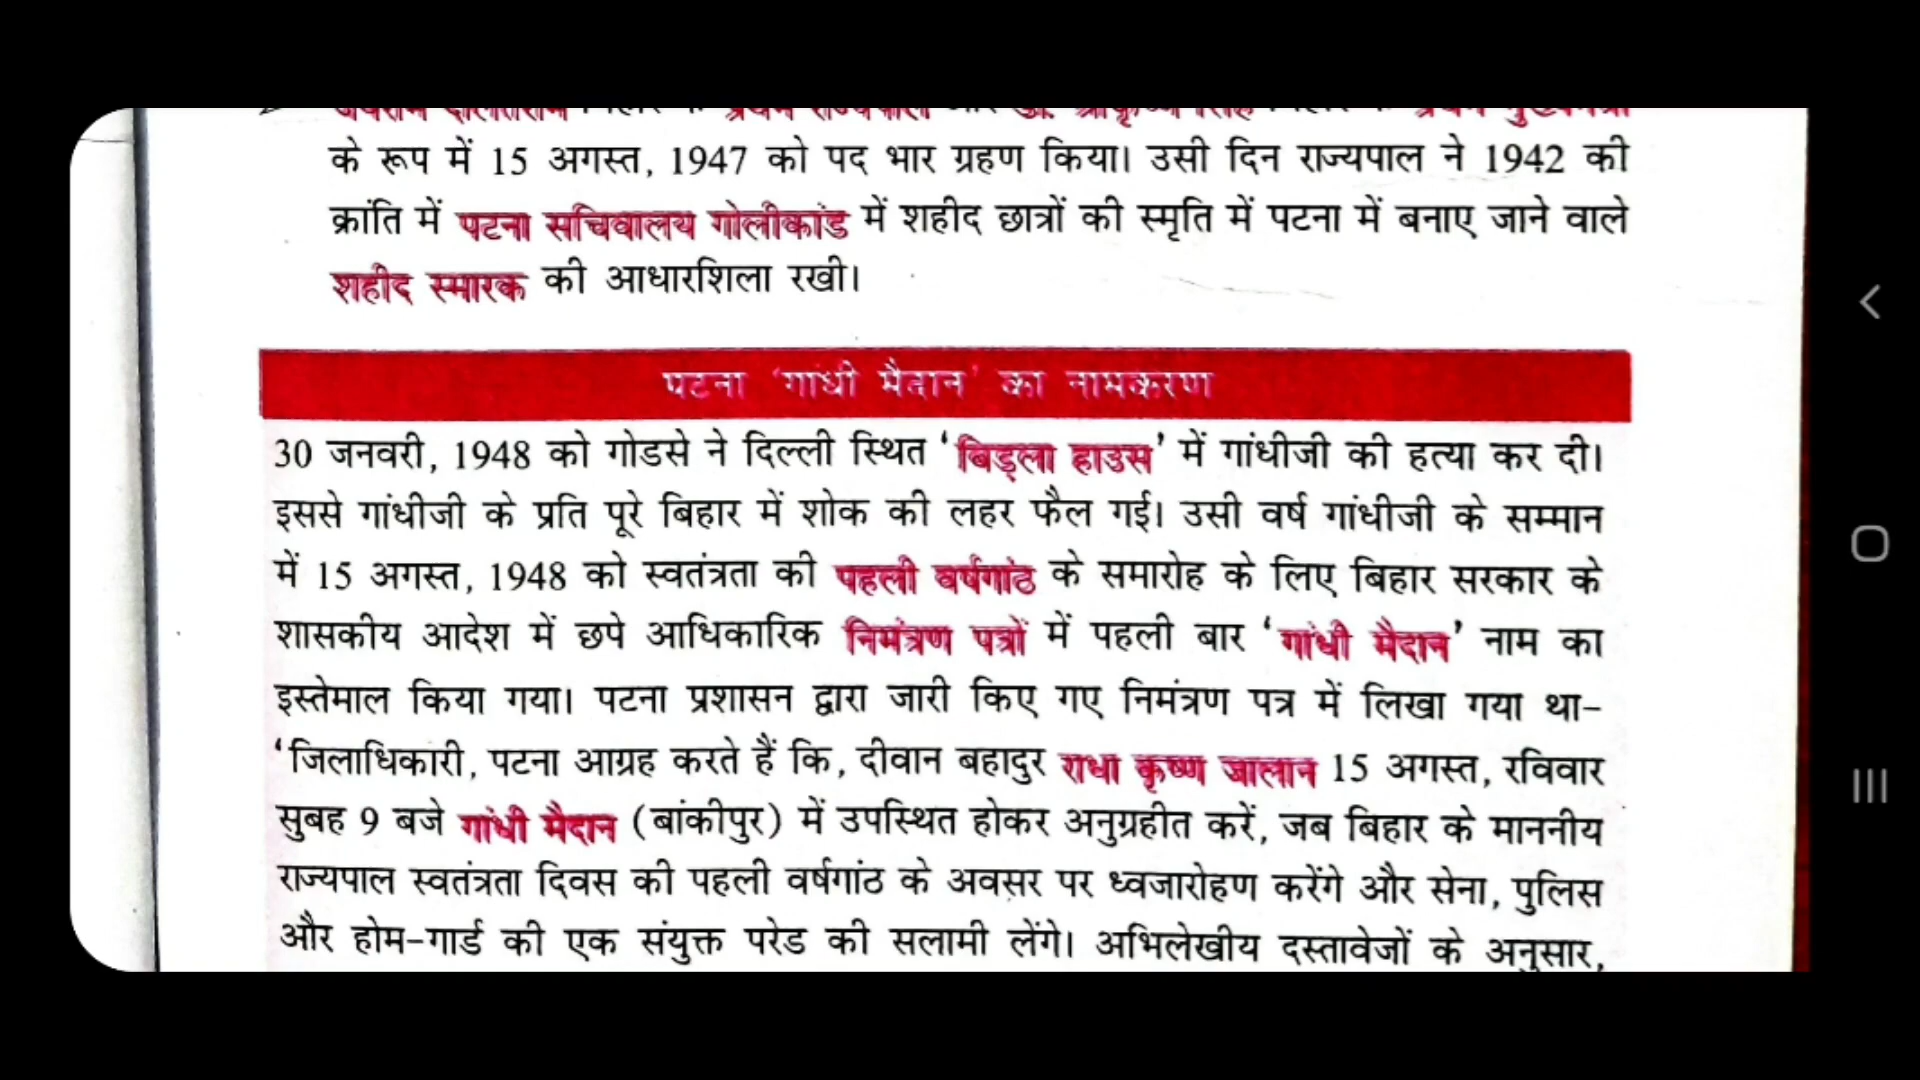 के रूप में 15 अगस्त, 1947 को पद भार ग्रहण किया। उसी दिन राज्यपाल ने 1942 की
क्रांति में पटना सचिवालय गोलीकांड में शहीद छात्रों की स्मृति में पटना में बनाए जाने वाले
शहीद स्मारक की आधारशिला रखी।
पटना 'गांधी मैदान' का नामकरण
30 जनवरी, 1948 को गोडसे ने दिल्ली स्थित 'बिड़ला हाउस' में गांधीजी की हत्या कर दी।
इससे गांधीजी के प्रति पूरे बिहार में शोक की लहर फैल गई। उसी वर्ष गांधीजी के सम्मान
में 15 अगस्त, 1948 को स्वतंत्रता की पहली वर्षगांठ के समारोह के लिए बिहार सरकार के
शासकीय आदेश में छपे आधिकारिक निमंत्रण पत्रों में पहली बार 'गांधी मैदान' नाम का
इस्तेमाल किया गया। पटना प्रशासन द्वारा जारी किए गए निमंत्रण पत्र में लिखा गया था–
'जिलाधिकारी, पटना आग्रह करते हैं कि, दीवान बहादुर राधा कृष्ण जालान 15 अगस्त, रविवार
सुबह 9 बजे गांधी मैदान (बांकीपुर) में उपस्थित होकर अनुग्रहीत करें, जब बिहार के माननीय
राज्यपाल स्वतंत्रता दिवस की पहली वर्षगांठ के अवसर पर ध्वजारोहण करेंगे और सेना, पुलिस
और होम-गार्ड की एक संयुक्त परेड की सलामी लेंगे। अभिलेखीय दस्तावेजों के अनुसार,